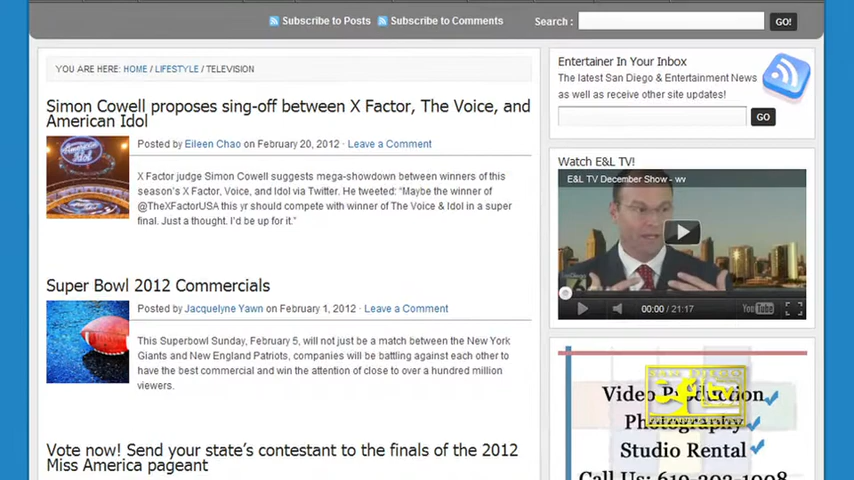 Subscribe to Posts Subscribe to Comments Search : GO!
YOU ARE HERE: HOME / LIFESTYLE / TELEVISION
Simon Cowell proposes sing-off between X Factor, The Voice, and
American Idol
Posted by Eileen Chao on February 20, 2012 · Leave a Comment
X Factor judge Simon Cowell suggests mega-showdown between winners of this
season's X Factor, Voice, and Idol via Twitter. He tweeted: "Maybe the winner of
@TheXFactorUSA this yr should compete with winner of The Voice & Idol in a super
final. Just a thought. I'd be up for it."
Super Bowl 2012 Commercials
Posted by Jacquelyne Yawn on February 1, 2012 · Leave a Comment
This Superbowl Sunday, February 5, will not just be a match between the New York
Giants and New England Patriots, companies will be battling against each other to
have the best commercial and win the attention of close to over a hundred million
viewers.
Vote now! Send your state's contestant to the finals of the 2012
Miss America pageant
Entertainer In Your Inbox
The latest San Diego & Entertainment News
as well as receive other site updates!
GO
Watch E&L TV!
E&L TV December Show - wv
00:00 / 21:17 YouTube
Video Production
Photography
Studio Rental
Call Us: 619-202-1008